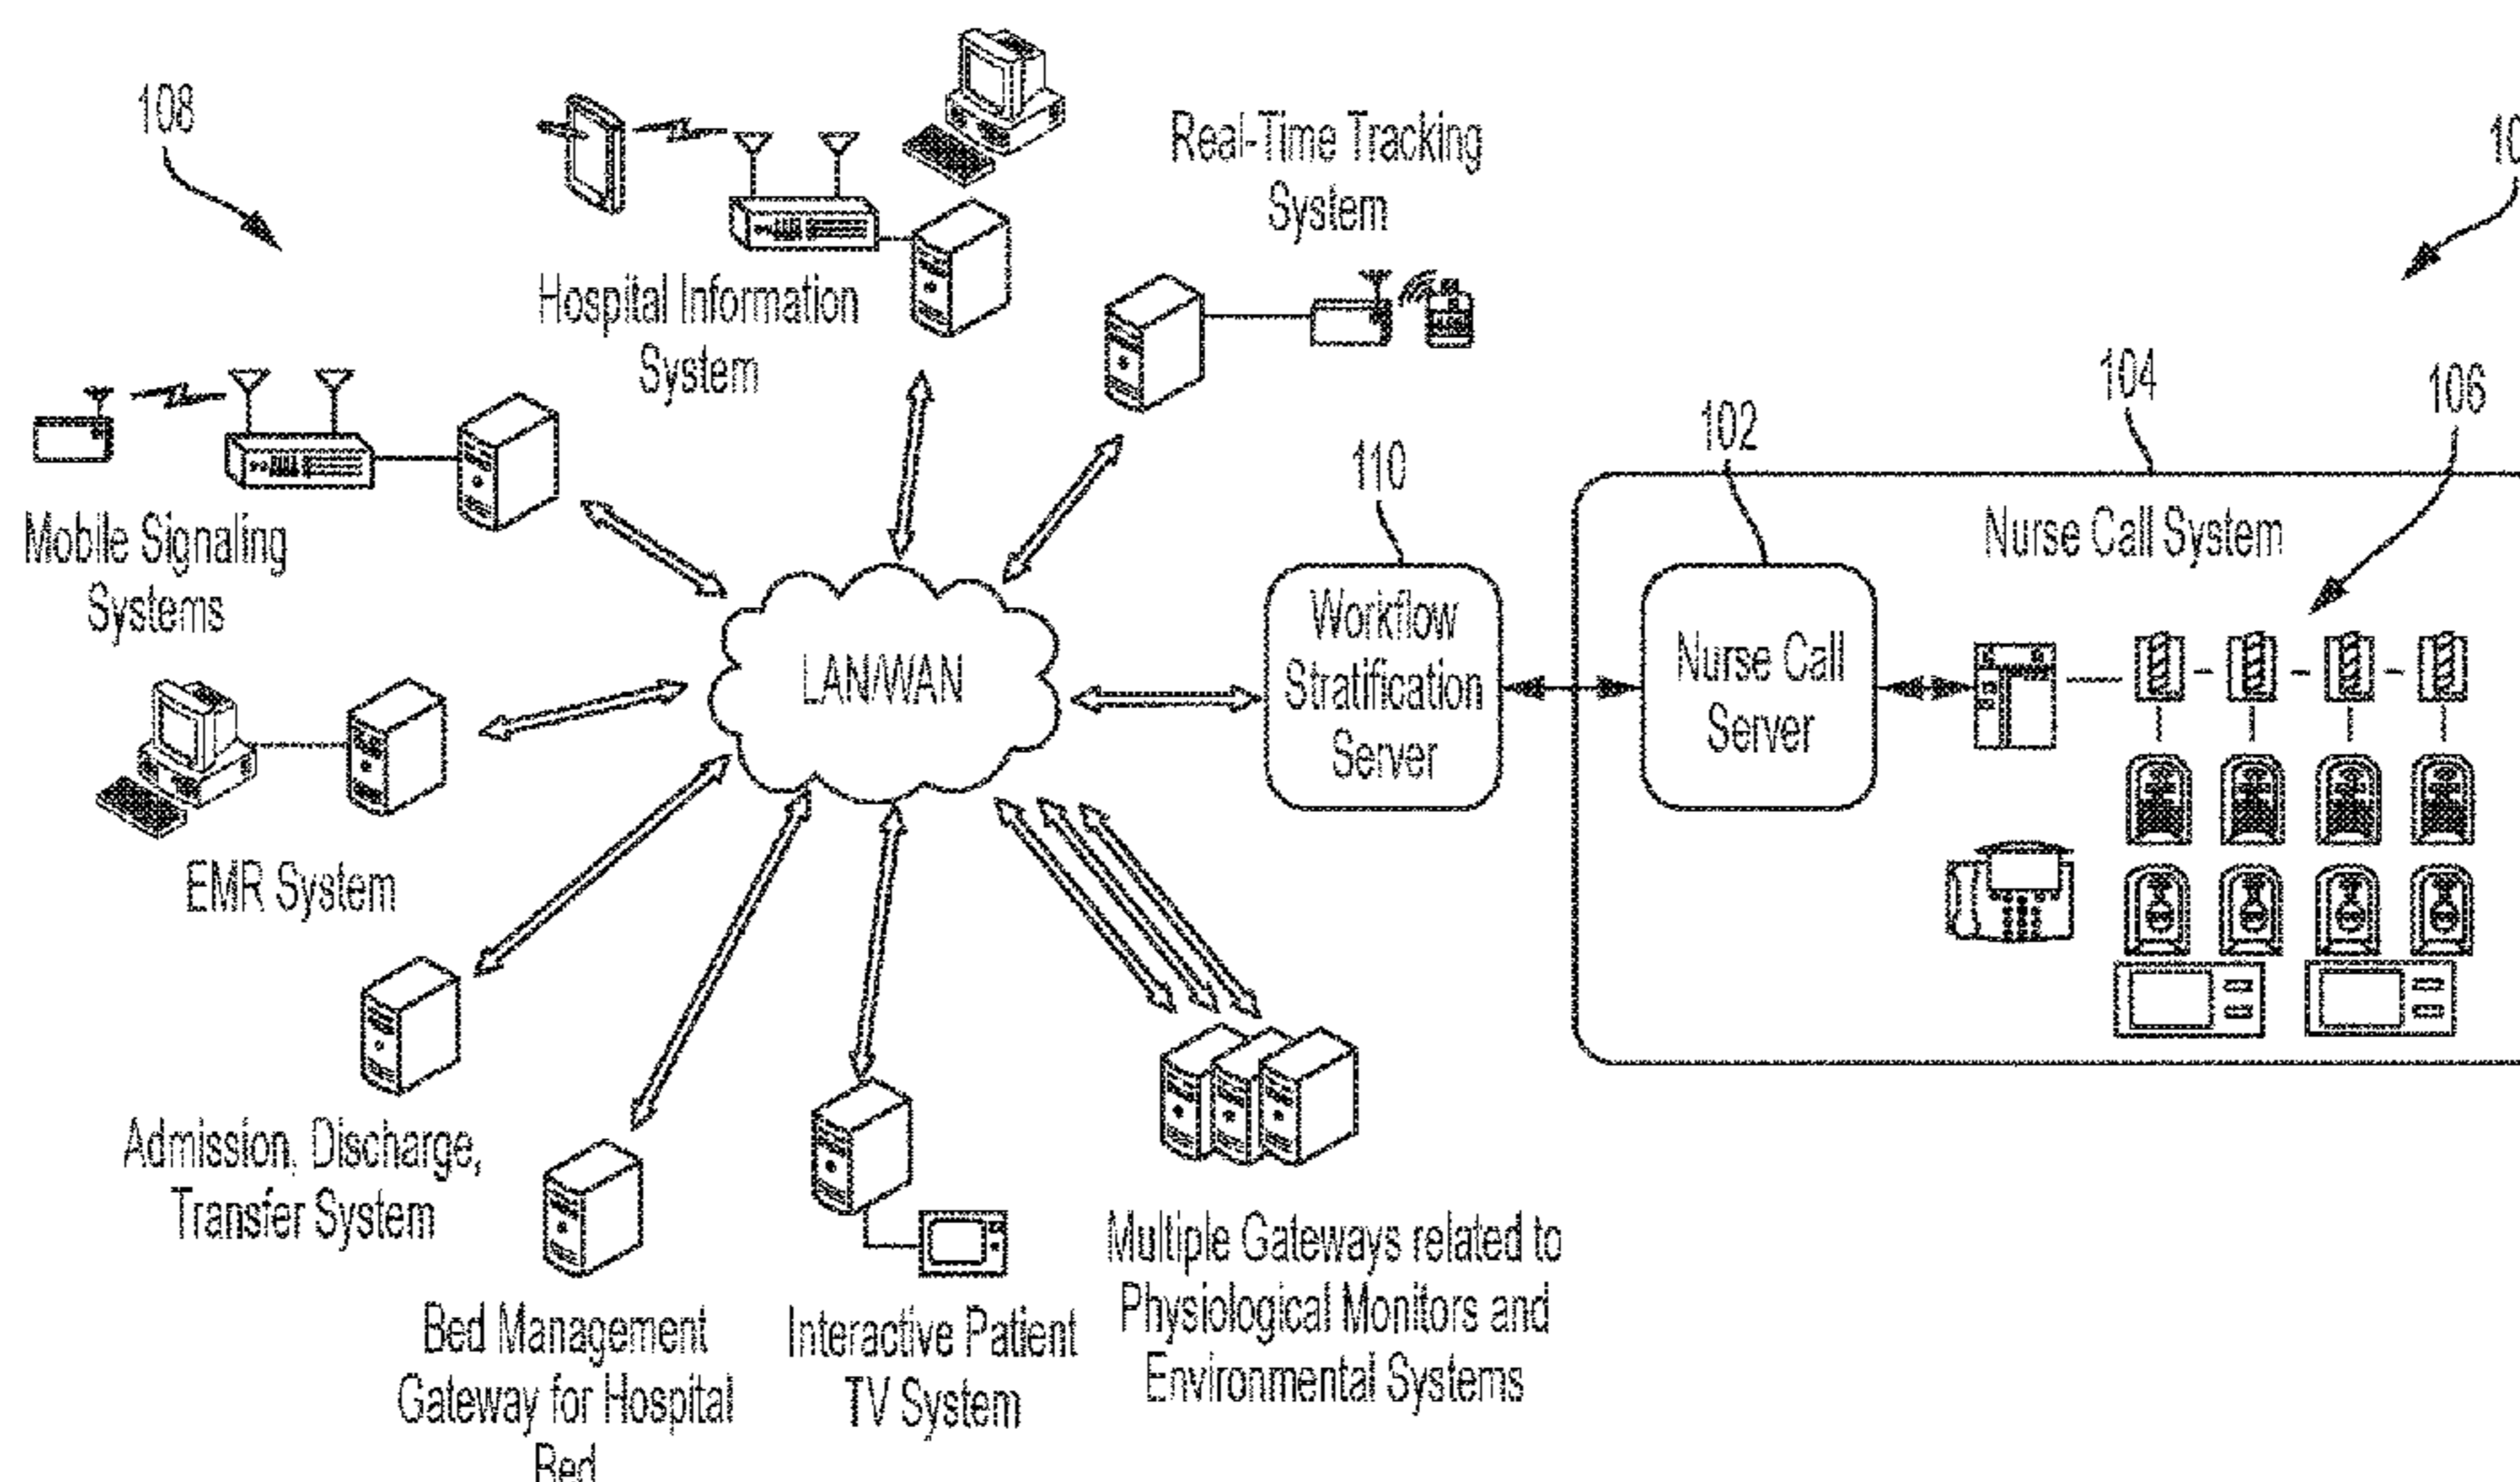 108
Real-Time Tracking
System
Hospital Information
System
104
106
102
110
Nurse Call System
Mobile Signaling
Systems
Workflow
Stratification
Server
Nurse Call
Server
LAN/WAN
EMR System
Admission, Discharge,
Transfer System
Multiple Gateways related to
Physiological Monitors and
Environmental Systems
Bed Management
Gateway for Hospital
Bed
Interactive Patient
TV System